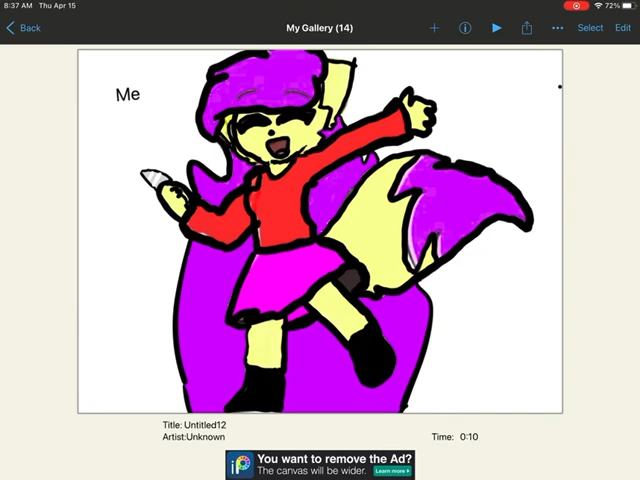 8:37 AM Thu Apr 15
72%
Back
My Gallery (14)
Select
Edit
Me
Title: Untitled12
Artist:Unknown
Time: 0:10
iP
You want to remove the Ad?
The canvas will be wider.
Learn more